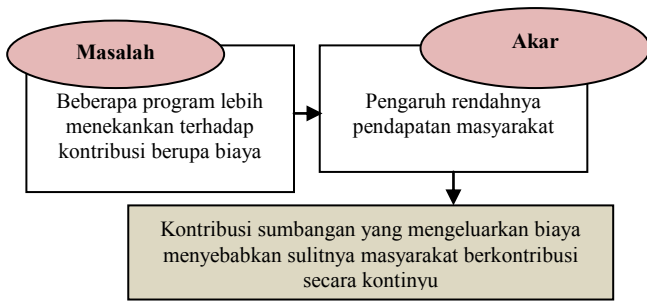 Masalah
Beberapa program lebih
menekankan terhadap
kontribusi berupa biaya
Akar
Pengaruh rendahnya
pendapatan masyarakat
Kontribusi sumbangan yang mengeluarkan biaya
menyebabkan sulitnya masyarakat berkontribusi
secara kontinyu